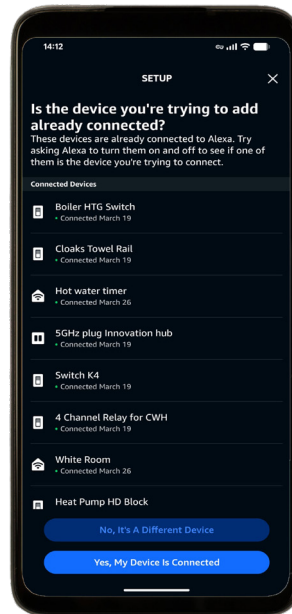 14:12
SETUP
Is the device you're trying to add
already connected?
These devices are already connected to Alexa. Try
asking Alexa to turn them on and off to see if one of
them is the device you're trying to connect.
Connected Devices
Boiler HTG Switch
• Connected March 19
Cloaks Towel Rail
• Connected March 19
Hot water timer
• Connected March 26
5GHz plug Innovation hub
• Connected March 19
Switch K4
• Connected March 19
4 Channel Relay for CWH
• Connected March 19
White Room
• Connected March 26
Heat Pump HD Block
No, It's A Different Device
Yes, My Device Is Connected